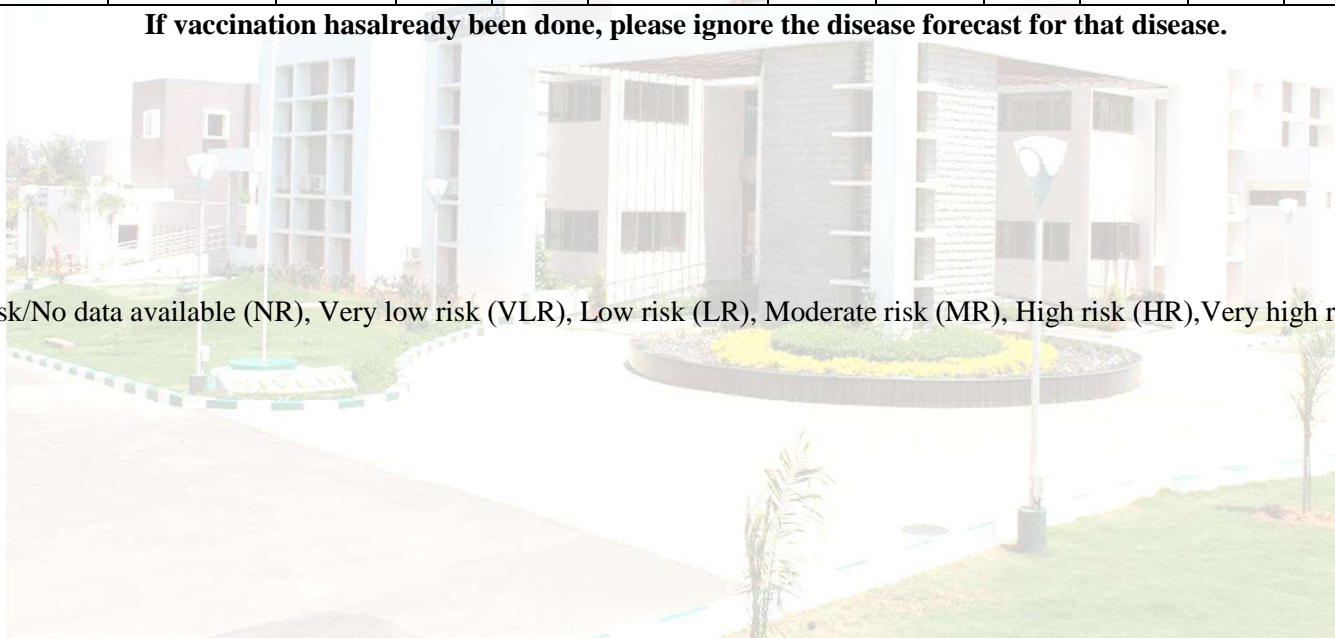 If vaccination hasalready been done, please ignore the disease forecast for that disease.
sk/No data available (NR), Very low risk (VLR), Low risk (LR), Moderate risk (MR), High risk (HR),Very high r